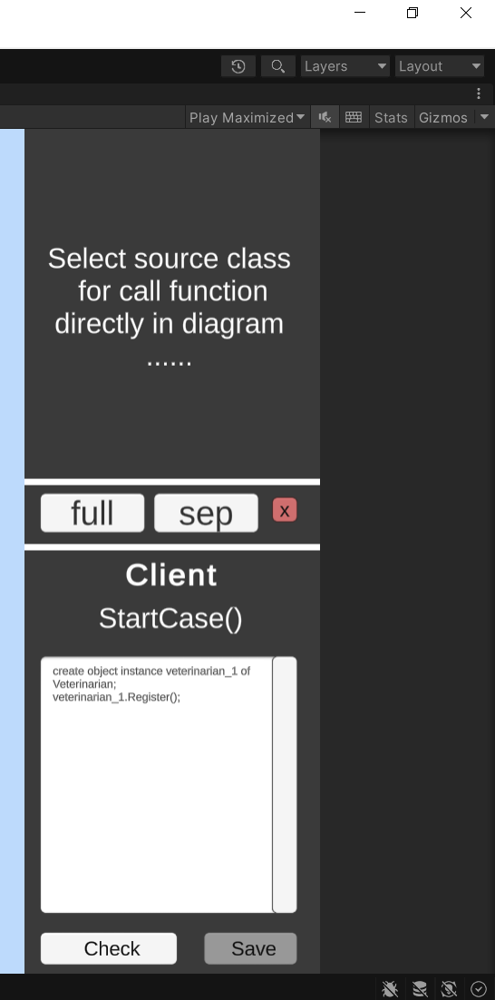 Layers Layout
Play Maximized Stats Gizmos
Select source class
for call function
directly in diagram
......
full sep x
Client
StartCase()
create object instance veterinarian_1 of
Veterinarian;
veterinarian_1.Register();
Check Save